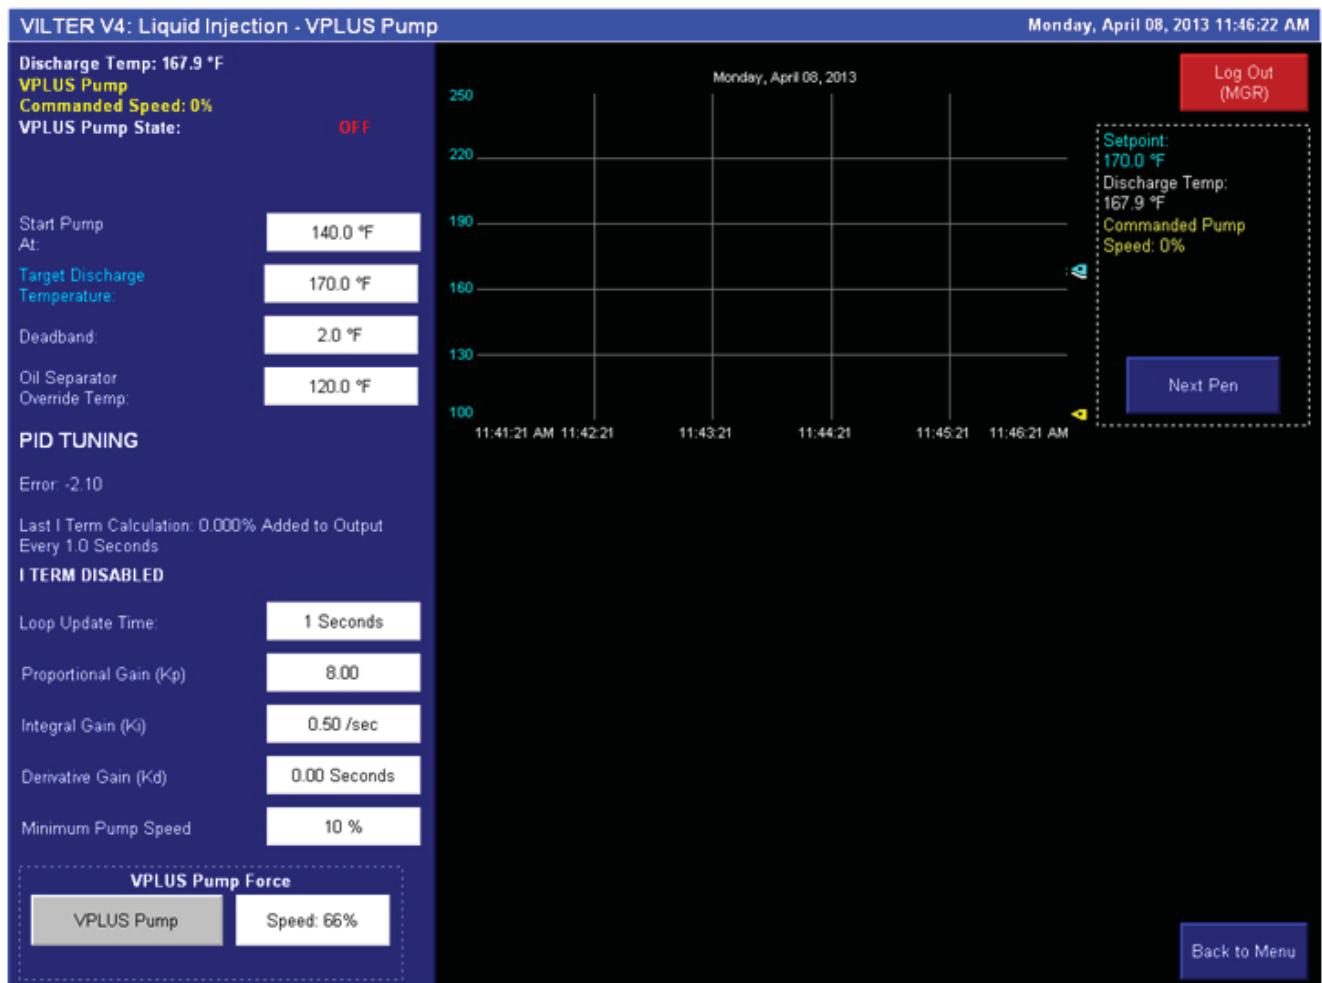 VILTER V4: Liquid Injection - VPLUS Pump
Monday, April 08, 2013 11:46:22 AM
Discharge Temp: 167.9 °F
VPLUS Pump
Commanded Speed: 0%
VPLUS Pump State: OFF
Start Pump
At:
140.0 °F
Target Discharge
Temperature:
170.0 °F
Deadband:
2.0 °F
Oil Separator
Override Temp:
120.0 °F
PID TUNING
Error: -2.10
Last I Term Calculation: 0.000% Added to Output
Every 1.0 Seconds
I TERM DISABLED
Loop Update Time:
1 Seconds
Proportional Gain (Kp)
8.00
Integral Gain (Ki)
0.50 /sec
Derivative Gain (Kd)
0.00 Seconds
Minimum Pump Speed
10 %
VPLUS Pump Force
VPLUS Pump
Speed: 66%
Monday, April 08, 2013
250
220
190
160
130
100
11:41:21 AM 11:42:21 11:43:21 11:44:21 11:45:21 11:46:21 AM
Log Out
(MGR)
Setpoint:
170.0 °F
Discharge Temp:
167.9 °F
Commanded Pump
Speed: 0%
Next Pen
Back to Menu